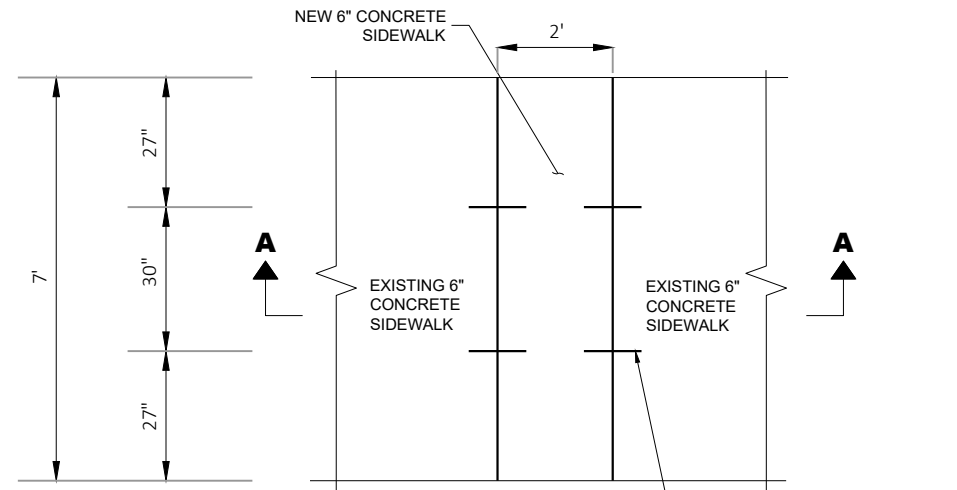 NEW 6" CONCRETE
SIDEWALK
2'
27"
7'
30"
27"
A
A
EXISTING 6"
CONCRETE
SIDEWALK
EXISTING 6"
CONCRETE
SIDEWALK